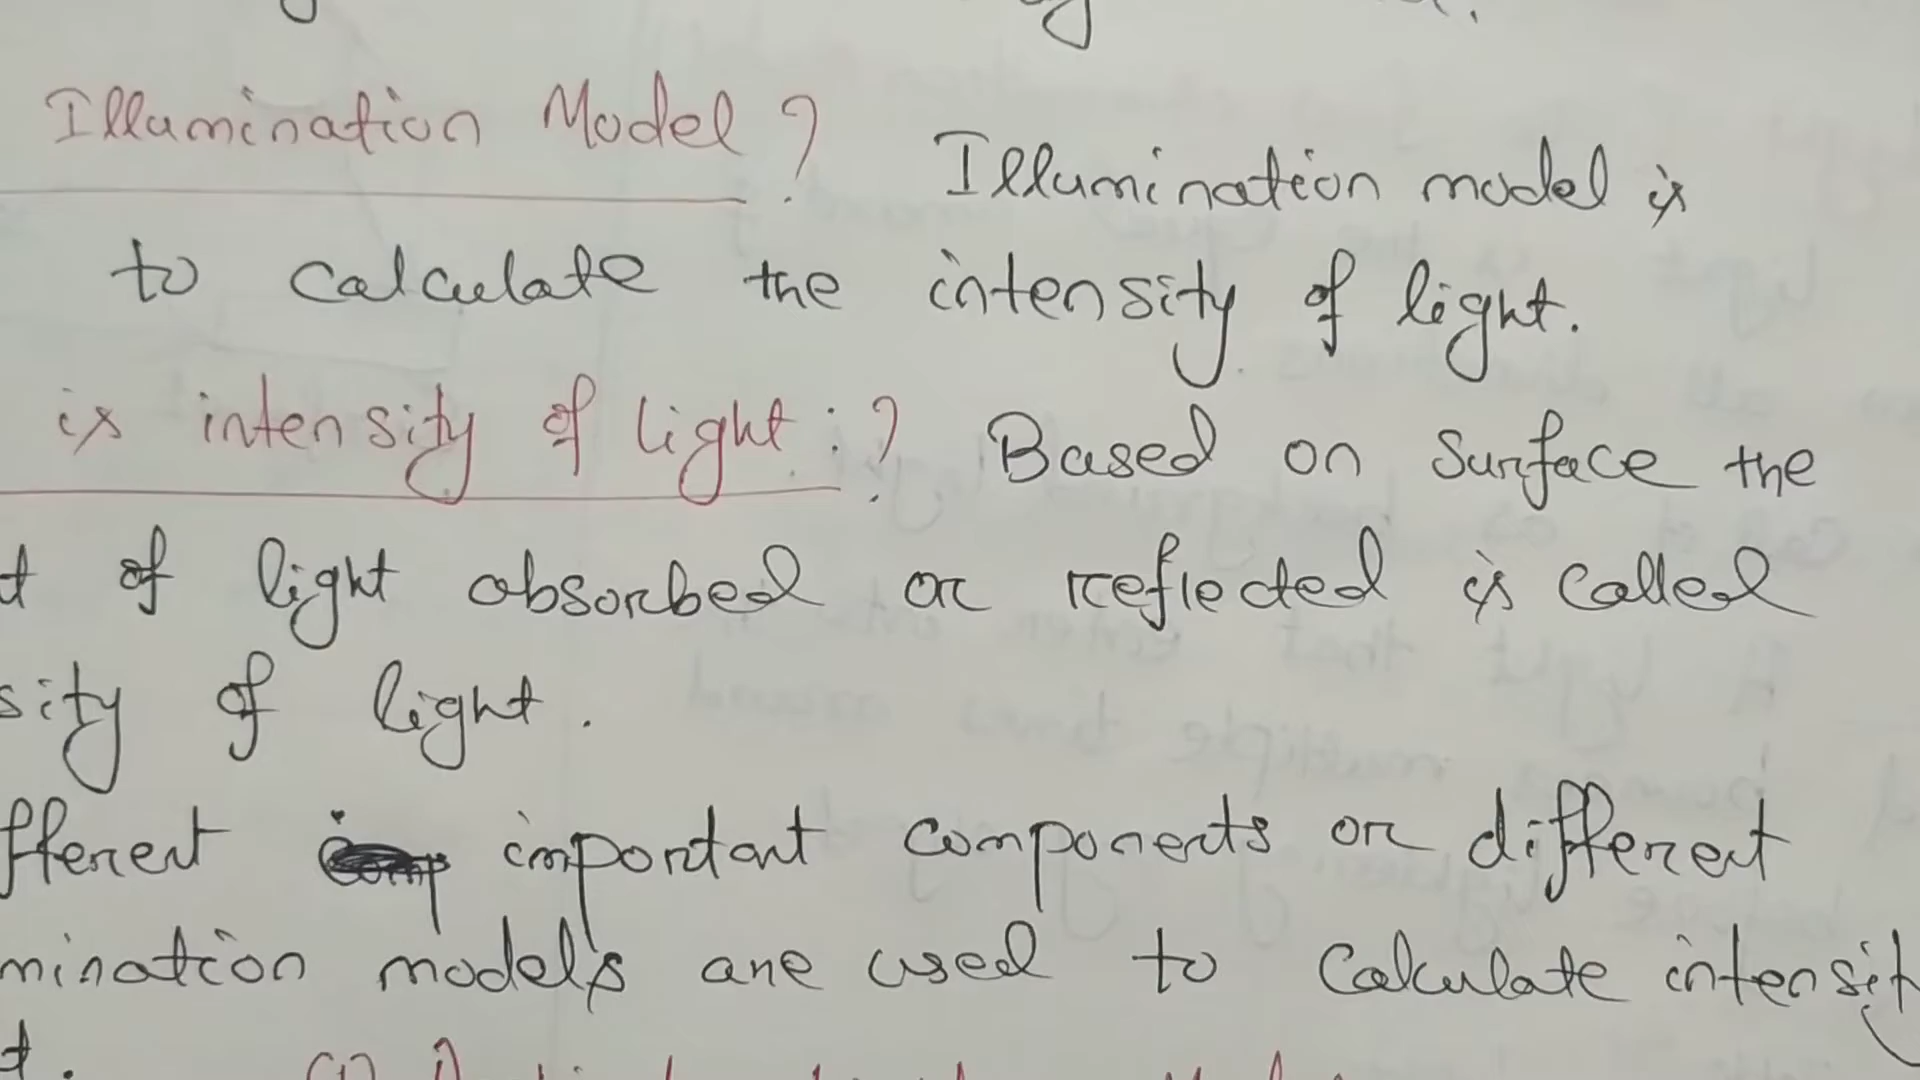 Illumination Model? Illumination model is
to calculate the intensity of light.
is intensity of light:? Based on surface the
t of light absorbed or reflected is called
sity of light.
fferent important components or different
mination models are used to calculate intensit
t.